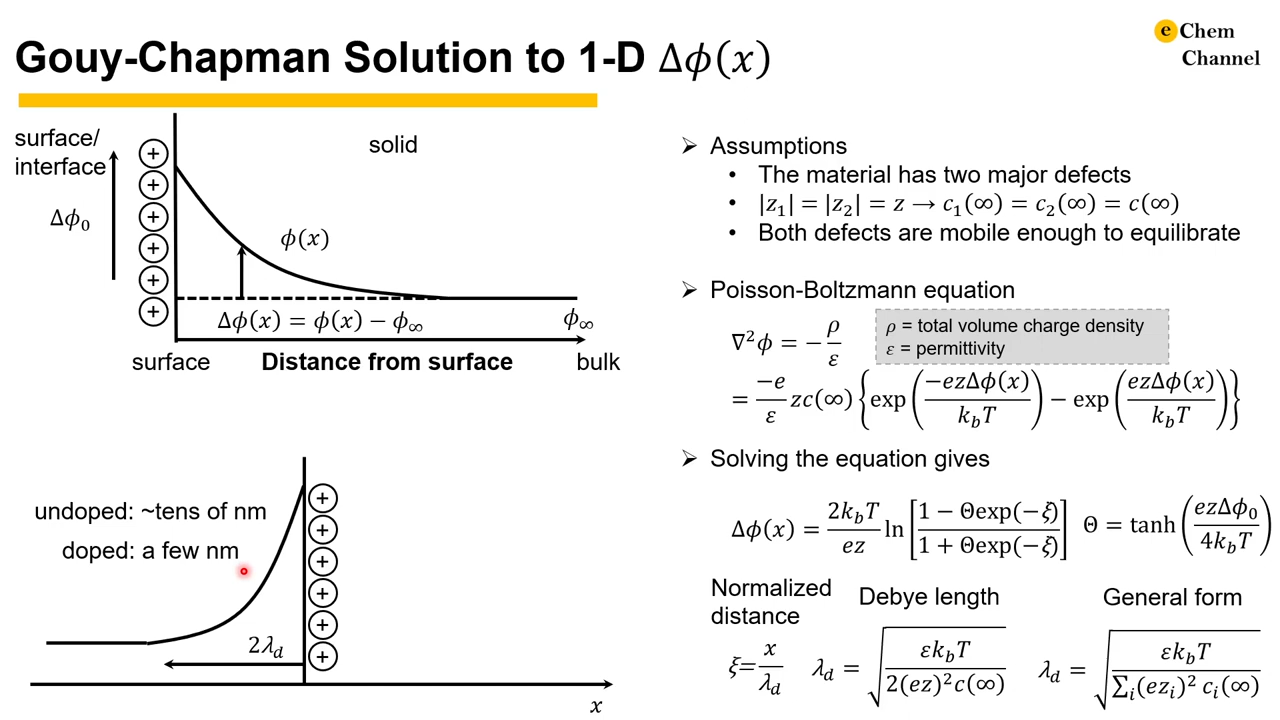 Gouy-Chapman Solution to 1-D Δϕ(x)
e Chem
Channel
surface/
interface
Δϕ₀
+
+
+
+
+
+
solid
ϕ(x)
Δϕ(x) = ϕ(x) − ϕ∞
ϕ∞
surface
Distance from surface
bulk
undoped: ~tens of nm
doped: a few nm
2λ_d
+
+
+
+
+
+
x
➢ Assumptions
• The material has two major defects
• |z₁| = |z₂| = z → c₁(∞) = c₂(∞) = c(∞)
• Both defects are mobile enough to equilibrate
➢ Poisson-Boltzmann equation
∇²ϕ = −ρ/ε
ρ = total volume charge density
ε = permittivity
= −e/ε zc(∞) {exp(−ezΔϕ(x)/k_bT) − exp(ezΔϕ(x)/k_bT)}
➢ Solving the equation gives
Δϕ(x) = 2k_bT/ez ln[1 − Θexp(−ξ)/1 + Θexp(−ξ)] Θ = tanh(ezΔϕ₀/4k_bT)
Normalized
distance
Debye length
General form
ξ=x/λ_d
λ_d = √(εk_bT/2(ez)²c(∞))
λ_d = √(εk_bT/∑ᵢ(ezᵢ)² cᵢ(∞))